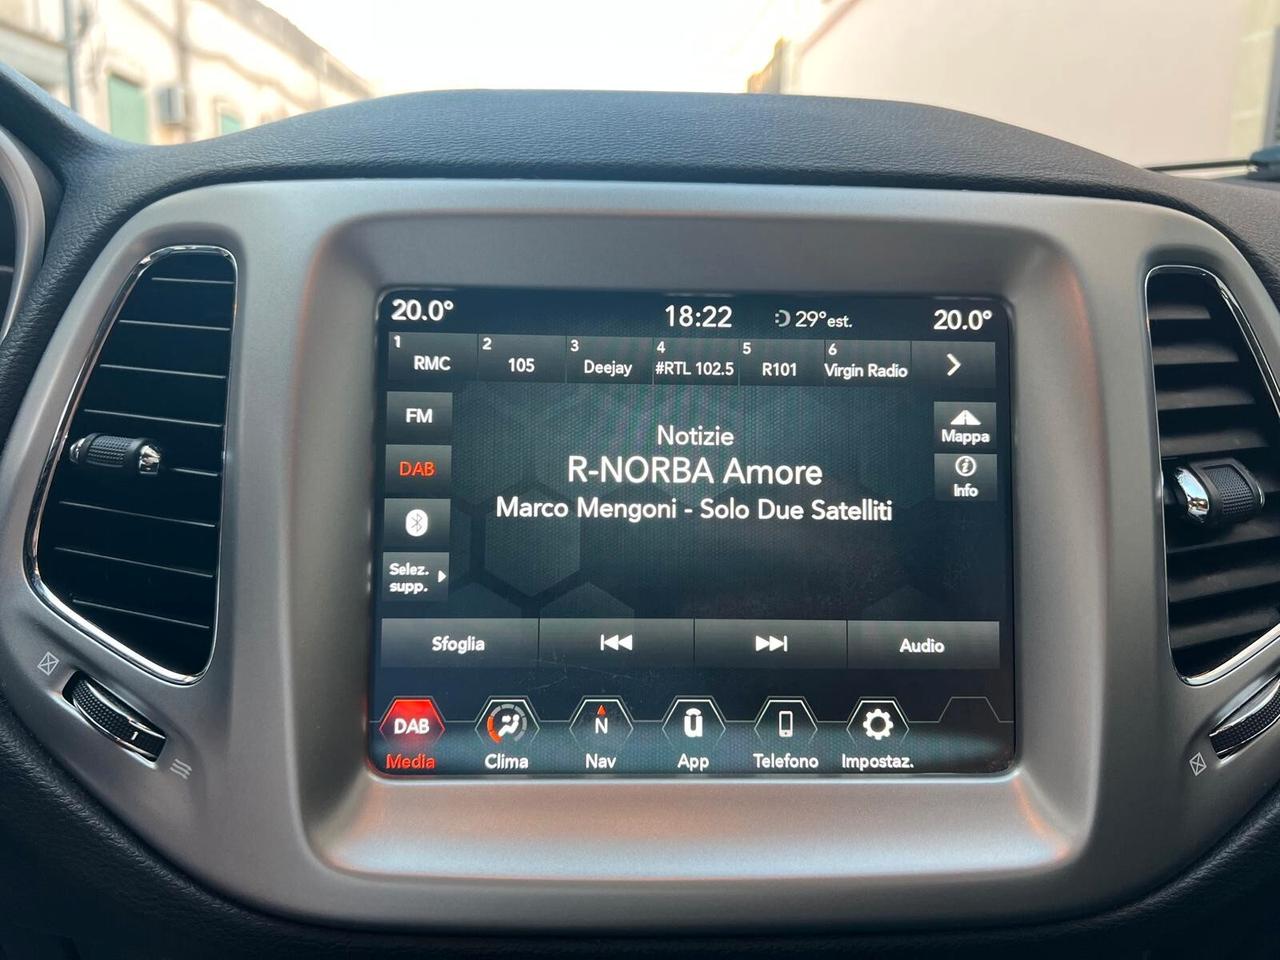 20.0° 18:22 29°est. 20.0°
1 RMC 2 105 3 Deejay 4 #RTL 102.5 5 R101 6 Virgin Radio
FM
DAB
Selez.
supp.
Notizie
R-NORBA Amore
Marco Mengoni - Solo Due Satelliti
Mappa
Info
Sfoglia Audio
DAB N
Media Clima Nav App Telefono Impostaz.
1